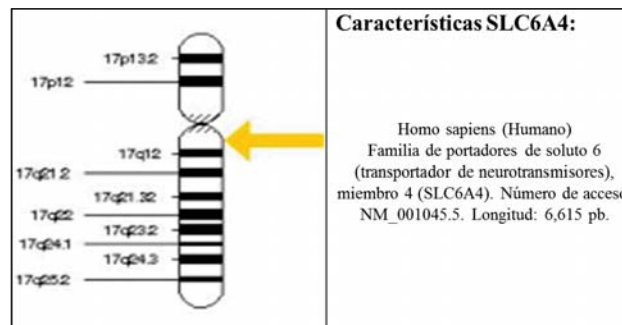 17p13.2
17p12
17q12
17q21.2
17q21.32
17q22
17q23.2
17q24.1
17q24.3
17q25.2
Características SLC6A4:
Homo sapiens (Humano)
Familia de portadores de soluto 6
(transportador de neurotransmisores),
miembro 4 (SLC6A4). Número de acceso
NM_001045.5. Longitud: 6,615 pb.